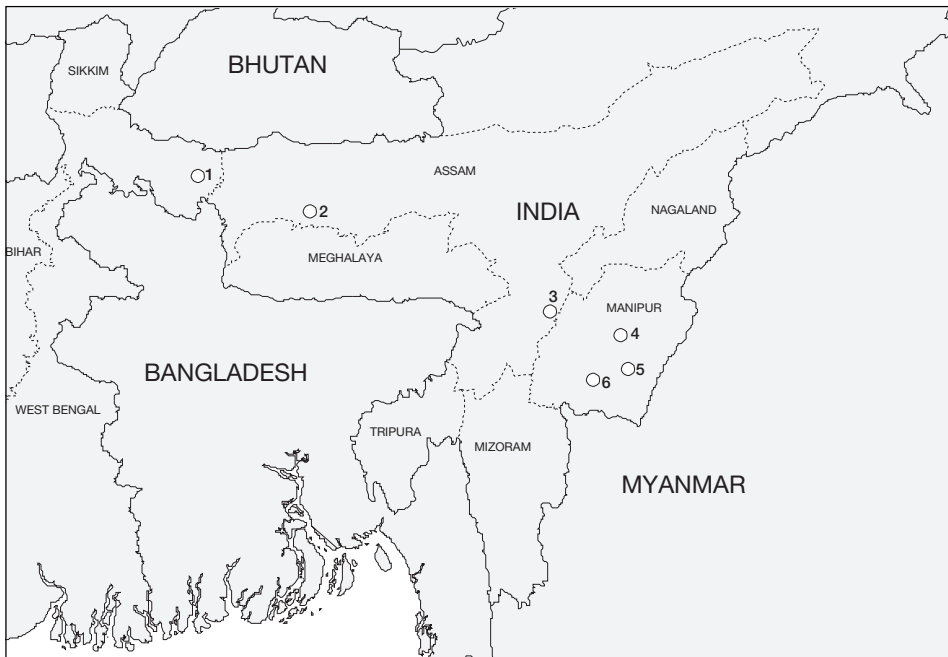 BHUTAN
SIKKIM
1
ASSAM
2
INDIA
NAGALAND
BIHAR
MEGHALAYA
3
MANIPUR
4
BANGLADESH
5
6
WEST BENGAL
TRIPURA
MIZORAM
MYANMAR